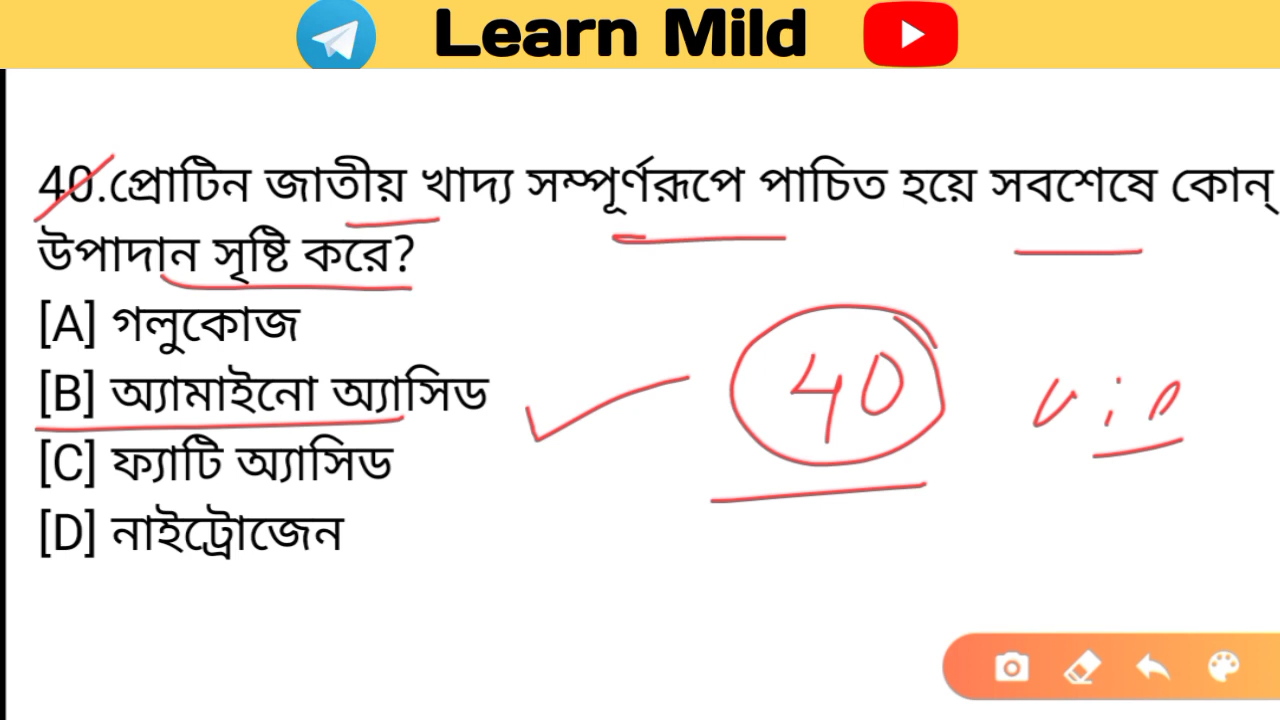 Learn Mild
40.প্রোটিন জাতীয় খাদ্য সম্পূর্ণরূপে পাচিত হয়ে সবশেষে কোন্
উপাদান সৃষ্টি করে?
[A] গলুকোজ
[B] অ্যামাইনো অ্যাসিড
40
[C] ফ্যাটি অ্যাসিড
[D] নাইট্রোজেন